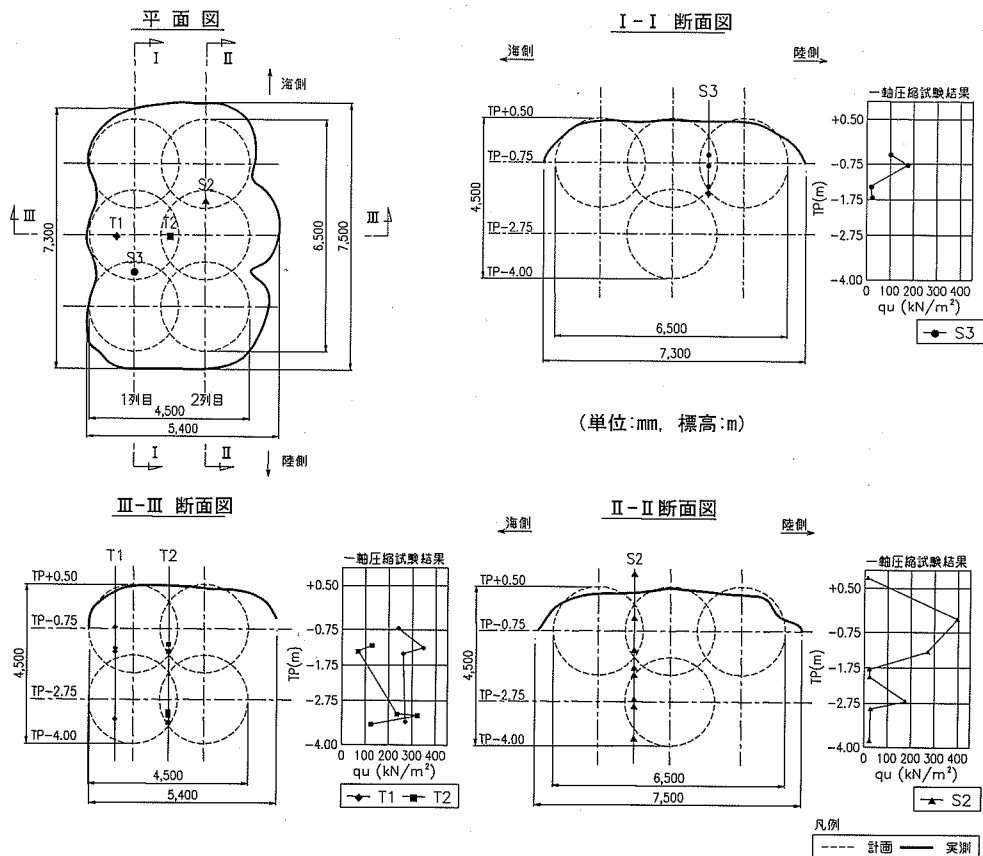 平面図
I
II
海側
III
III
T1
T2
S2
S3
7,300
6,500
7,500
1列目
2列目
4,500
5,400
I
II
陸側
I-I 断面図
海側
陸側
S3
TP+0.50
TP-0.75
TP-2.75
TP-4.00
4,500
6,500
7,300
一軸圧縮試験結果
+0.50
-0.75
-1.75
-2.75
-4.00
TP(m)
0 100 200 300 400
qu (kN/m²)
S3
(単位:mm, 標高:m)
III-III 断面図
T1
T2
TP+0.50
TP-0.75
TP-2.75
TP-4.00
4,500
4,500
5,400
一軸圧縮試験結果
+0.50
-0.75
-1.75
-2.75
-4.00
TP(m)
0 100 200 300 400
qu (kN/m²)
T1 T2
II-II断面図
海側
陸側
S2
TP+0.50
TP-0.75
TP-2.75
TP-4.00
4,500
6,500
7,500
一軸圧縮試験結果
+0.50
-0.75
-1.75
-2.75
-4.00
TP(m)
0 100 200 300 400
qu (kN/m²)
S2
凡例
計画 実測